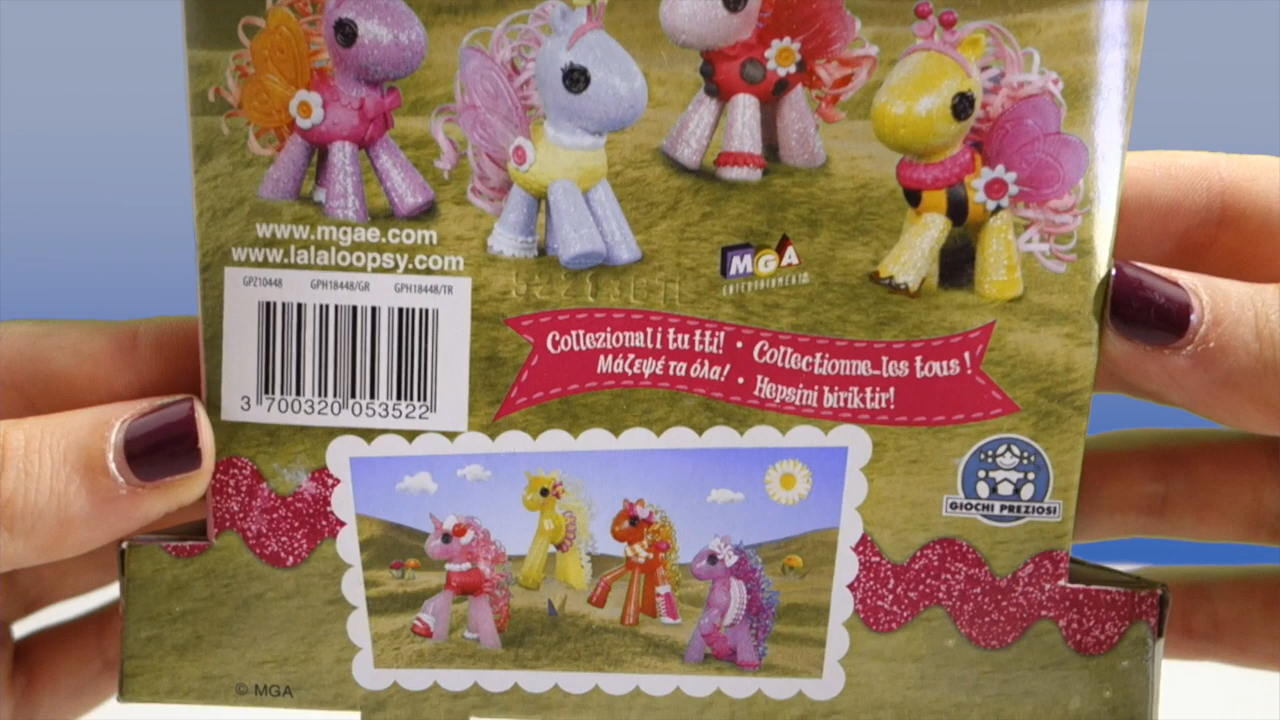 www.mgae.com
www.lalaloopsy.com
GPZ10448 GPH18448/GR GPH18448/TR
3 700320 053522
MGA
ENTERTAINMENT
Collezionali tutti! • Collectionne-les tous !
Μάζεψέ τα όλα! • Hepsini biriktir!
GIOCHI PREZIOSI
© MGA